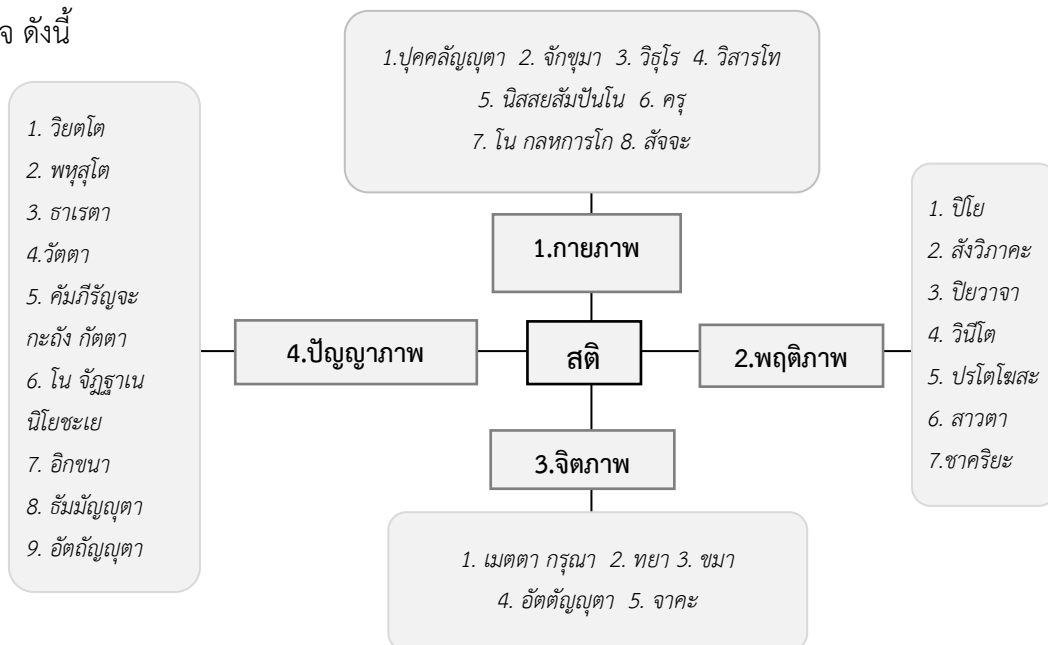 จ ดังนี้
1.ปุคคลัญญุตา 2. จักขุมา 3. วิธุโร 4. วิสารโท
5. นิสสยสัมปันโน 6. ครุ
7. โน กลหการโก 8. สัจจะ
1.กายภาพ
1. วิยตโต
2. พหุสุโต
3. ธาเรตา
4.วัตตา
5. คัมภีรัญจะ
กะถัง กัตตา
6. โน จัฏฐาเน
นิโยชะเย
7. อิกขนา
8. ธัมมัญญุตา
9. อัตถัญญุตา
4.ปัญญาภาพ
สติ
2.พฤติภาพ
1. ปิโย
2. สังวิภาคะ
3. ปิยวาจา
4. วินีโต
5. ปรโตโฆสะ
6. สาวตา
7.ชาคริยะ
3.จิตภาพ
1. เมตตา กรุณา 2. ทยา 3. ขมา
4. อัตตัญญุตา 5. จาคะ